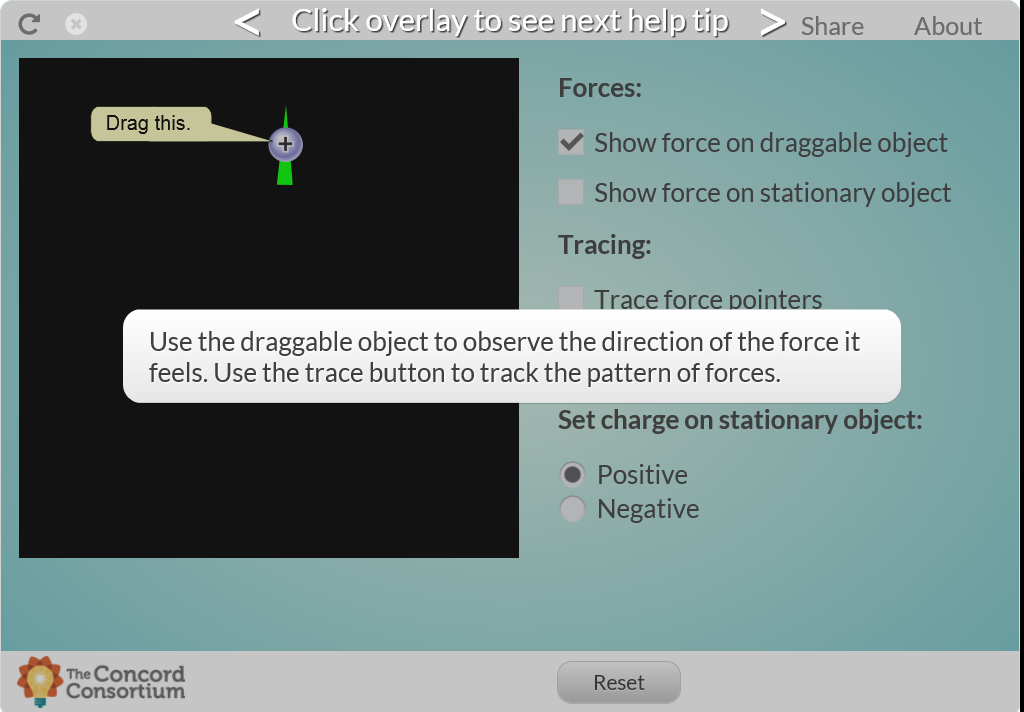 < Click overlay to see next help tip >
Share
About
Drag this.
+
Forces:
Show force on draggable object
Show force on stationary object
Tracing:
Trace force pointers
Use the draggable object to observe the direction of the force it
feels. Use the trace button to track the pattern of forces.
Set charge on stationary object:
Positive
Negative
The Concord
Consortium
Reset